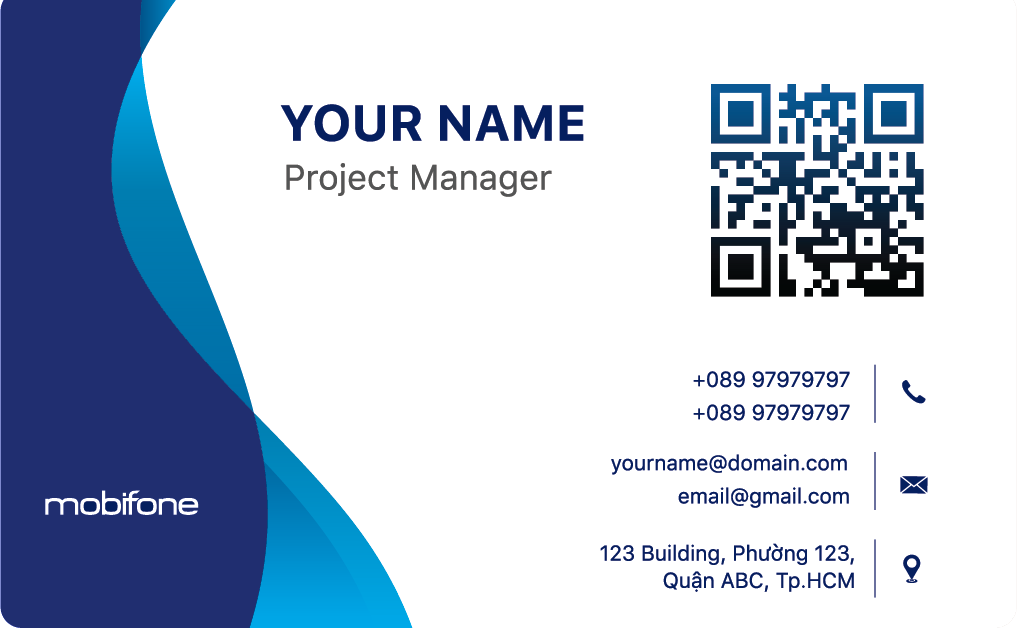 YOUR NAME
Project Manager
+089 97979797
+089 97979797
yourname@domain.com
email@gmail.com
mobifone
123 Building, Phường 123,
Quận ABC, Tp.HCM